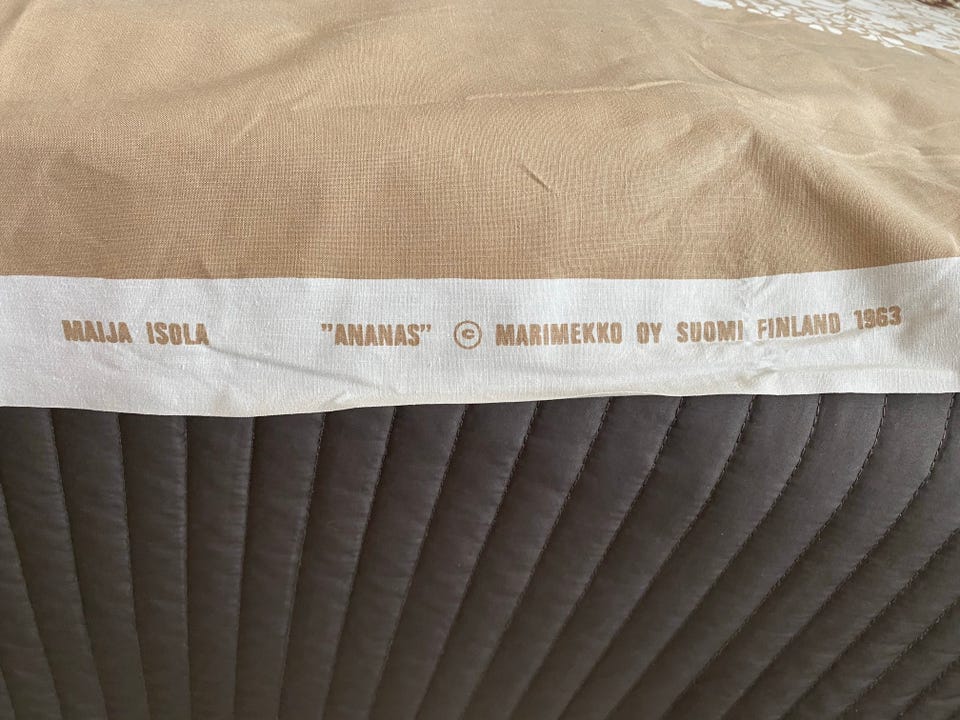 MAIJA ISOLA "ANANAS" © MARIMEKKO OY SUOMI FINLAND 1963